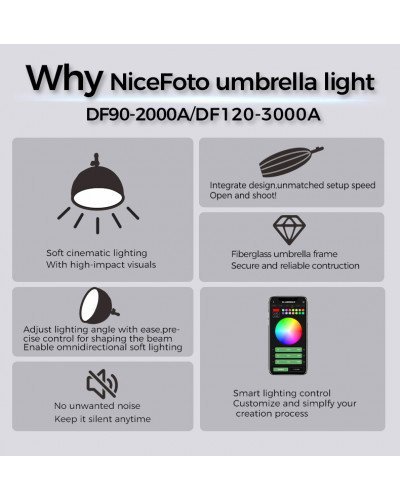 Why NiceFoto umbrella light
DF90-2000A/DF120-3000A
Soft cinematic lighting
With high-impact visuals
Integrate design,unmatched setup speed
Open and shoot!
Fiberglass umbrella frame
Secure and reliable contruction
Adjust lighting angle with ease,pre-
cise control for shaping the beam
Enable omnidirectional soft lighting
No unwanted noise
Keep it silent anytime
Smart lighting control
Customize and simplfy your
creation process